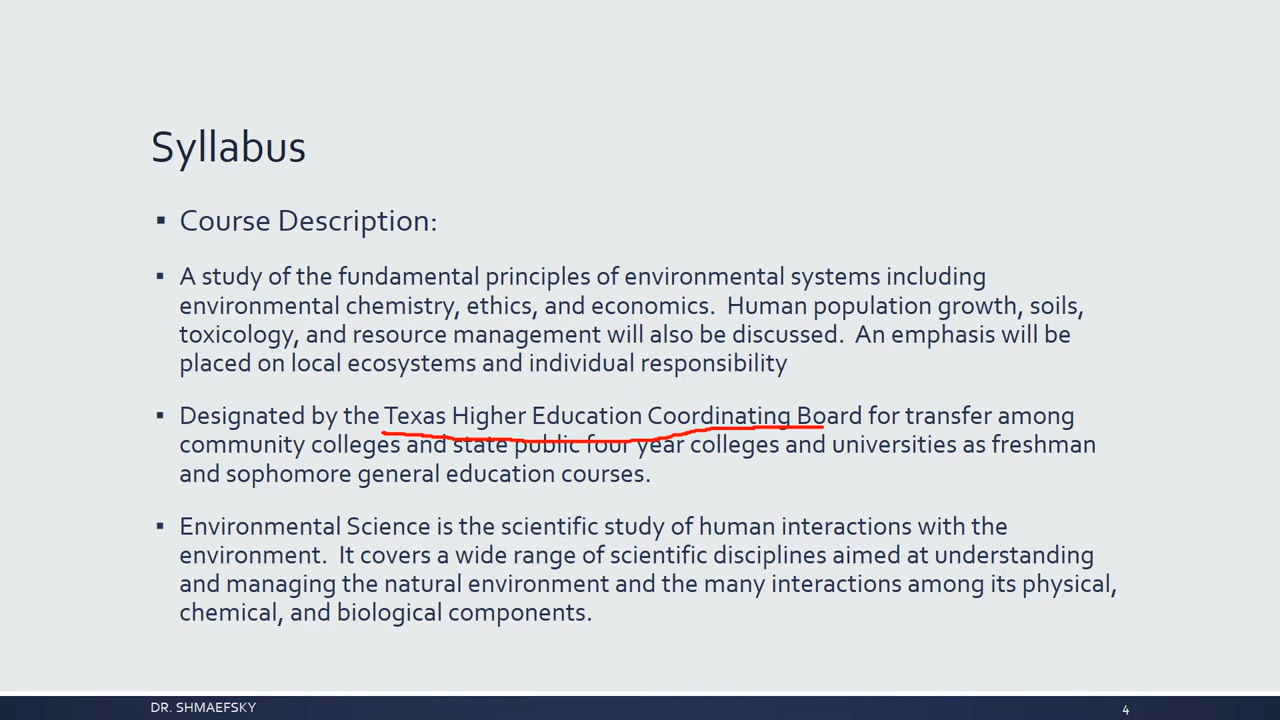 Syllabus
▪ Course Description:
▪ A study of the fundamental principles of environmental systems including
environmental chemistry, ethics, and economics.  Human population growth, soils,
toxicology, and resource management will also be discussed.  An emphasis will be
placed on local ecosystems and individual responsibility
▪ Designated by the Texas Higher Education Coordinating Board for transfer among
community colleges and state public four year colleges and universities as freshman
and sophomore general education courses.
▪ Environmental Science is the scientific study of human interactions with the
environment.  It covers a wide range of scientific disciplines aimed at understanding
and managing the natural environment and the many interactions among its physical,
chemical, and biological components.
DR. SHMAEFSKY
4